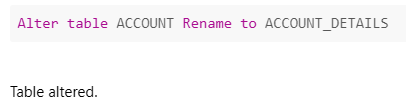 Alter table ACCOUNT Rename to ACCOUNT_DETAILS
Table altered.